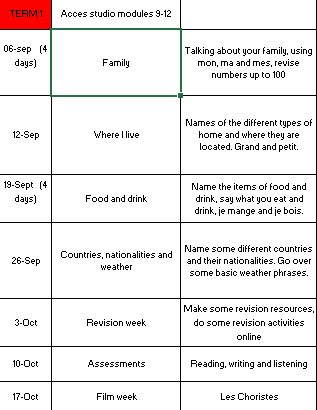 TERM 1
Acces studio modules 9-12
06-sep (4
days)
Family
Talking about your family, using
mon, ma and mes, revise
numbers up to 100
12-Sep
Where I live
Names of the different types of
home and where they are
located. Grand and petit.
19-Sept (4
days)
Food and drink
Name the items of food and
drink, say what you eat and
drink, je mange and je bois.
26-Sep
Countries, nationalities and
weather
Name some different countries
and their nationalities. Go over
some basic weather phrases.
3-Oct
Revision week
Make some revision resources,
do some revision activities
online
10-Oct
Assessments
Reading, writing and listening
17-Oct
Film week
Les Choristes